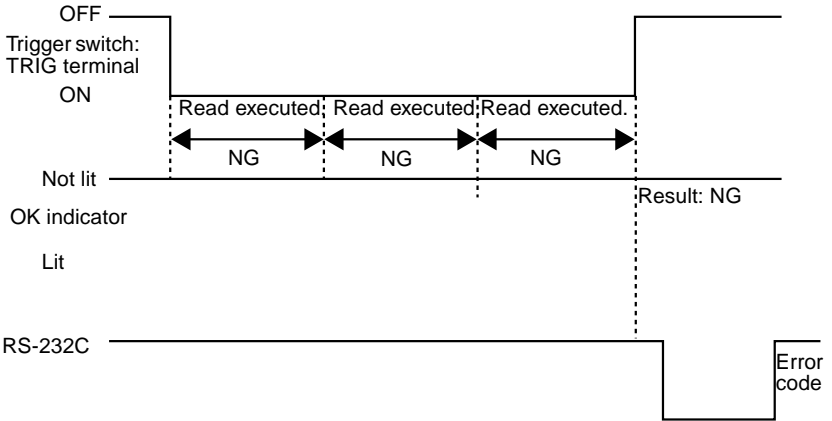 OFF
Trigger switch:
TRIG terminal
ON
Read executed
Read executed
Read executed.
NG
NG
NG
Not lit
Result: NG
OK indicator
Lit
RS-232C
Error
code